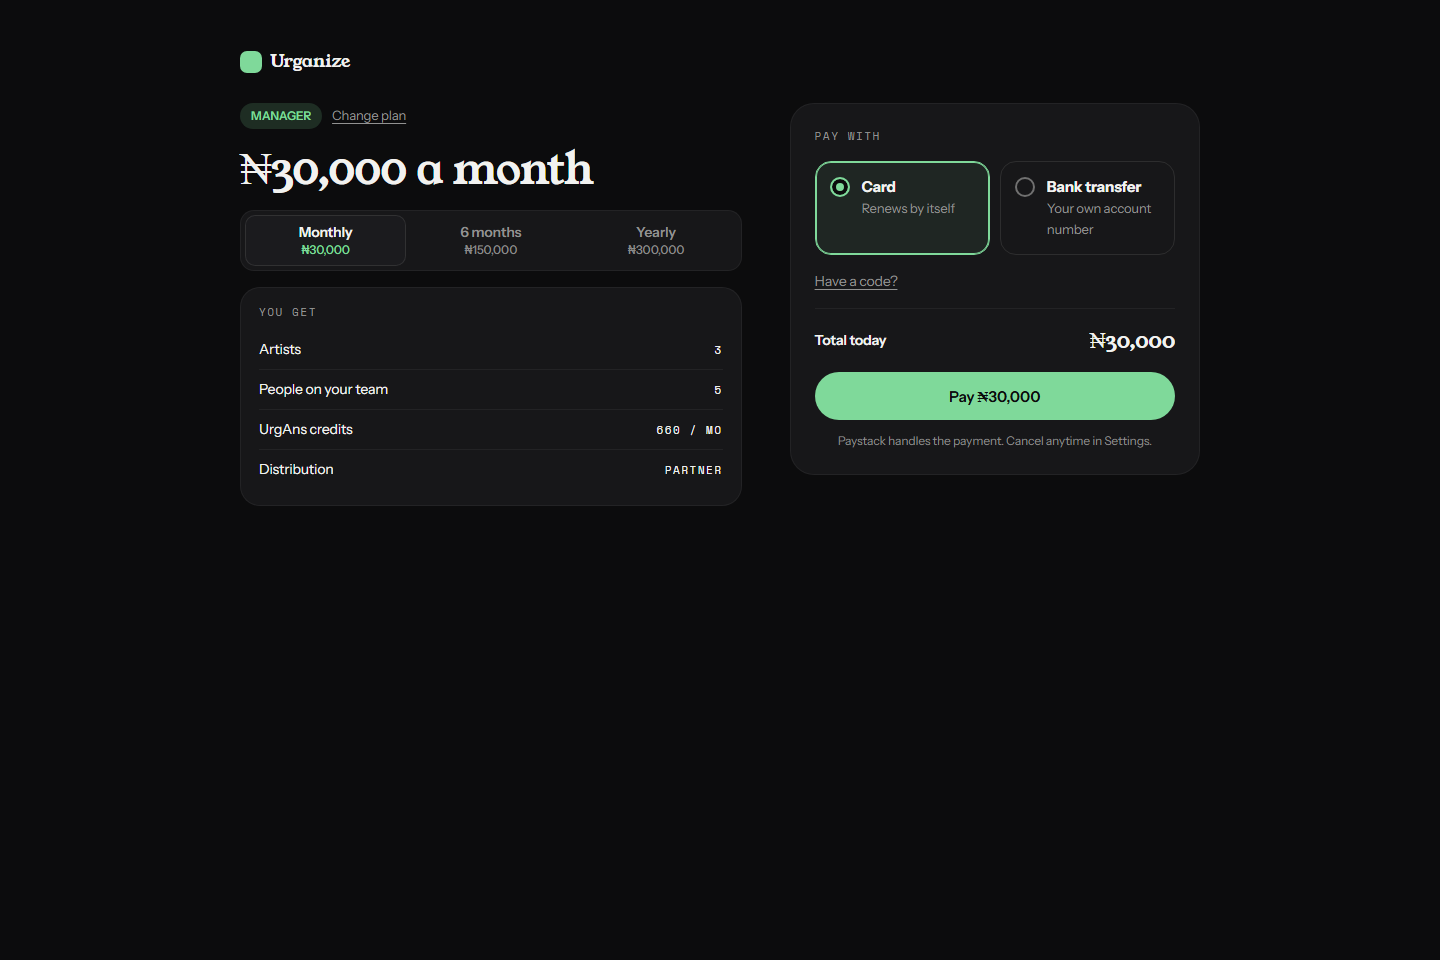 Urganize
MANAGER Change plan
₦30,000 a month
Monthly
₦30,000
6 months
₦150,000
Yearly
₦300,000
YOU GET
Artists 3
People on your team 5
UrgAns credits 660 / MO
Distribution PARTNER
PAY WITH
Card
Renews by itself
Bank transfer
Your own account
number
Have a code?
Total today ₦30,000
Pay ₦30,000
Paystack handles the payment. Cancel anytime in Settings.